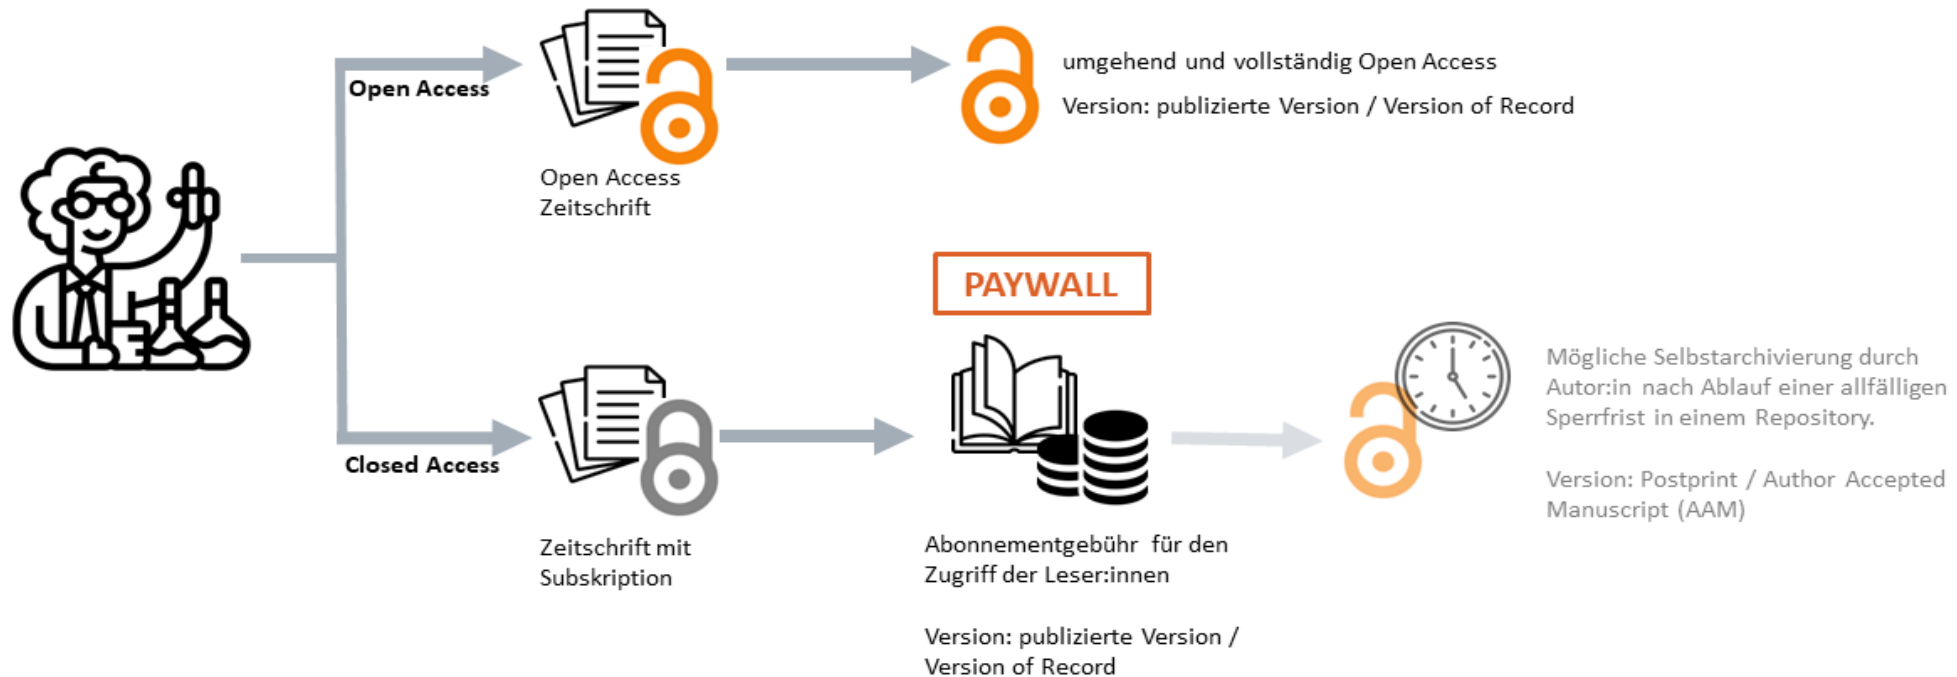 Open Access
Open Access
Zeitschrift
umgehend und vollständig Open Access
Version: publizierte Version / Version of Record
Closed Access
Zeitschrift mit
Subskription
PAYWALL
Abonnementgebühr für den
Zugriff der Leser:innen
Version: publizierte Version /
Version of Record
Mögliche Selbstarchivierung durch
Autor:in nach Ablauf einer allfälligen
Sperrfrist in einem Repository.
Version: Postprint / Author Accepted
Manuscript (AAM)